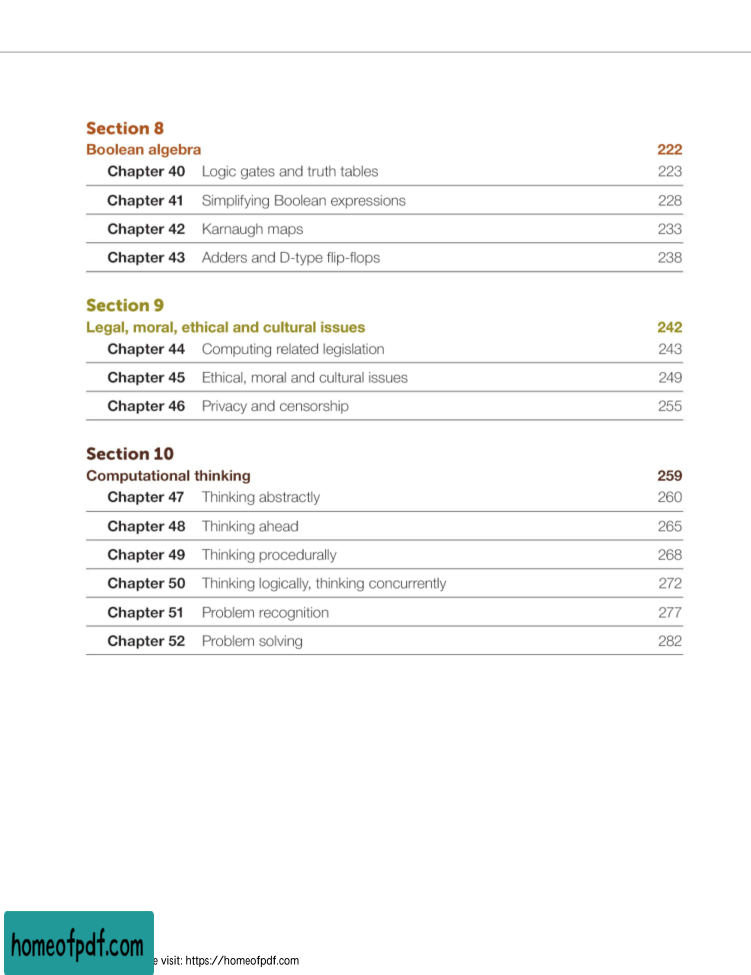 Section 8
Boolean algebra 222
Chapter 40 Logic gates and truth tables 223
Chapter 41 Simplifying Boolean expressions 228
Chapter 42 Karnaugh maps 233
Chapter 43 Adders and D-type flip-flops 238
Section 9
Legal, moral, ethical and cultural issues 242
Chapter 44 Computing related legislation 243
Chapter 45 Ethical, moral and cultural issues 249
Chapter 46 Privacy and censorship 255
Section 10
Computational thinking 259
Chapter 47 Thinking abstractly 260
Chapter 48 Thinking ahead 265
Chapter 49 Thinking procedurally 268
Chapter 50 Thinking logically, thinking concurrently 272
Chapter 51 Problem recognition 277
Chapter 52 Problem solving 282
homeofpdf.com
visit: https://homeofpdf.com